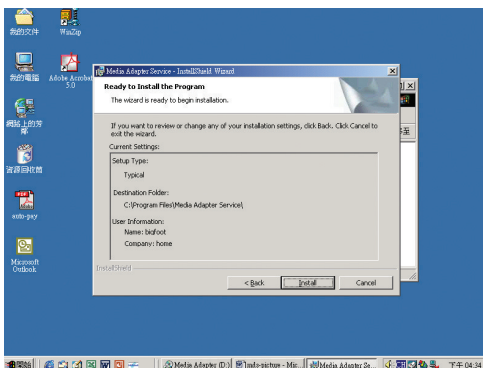 我的文件
WinZip
我的電腦
Adobe Acrobat
5.0
網路上的芳
鄰
資源回收筒
auto-pay
Microsoft
Outlook
Media Adapter Service - InstallShield Wizard
Ready to Install the Program
The wizard is ready to begin installation.
If you want to review or change any of your installation settings, click Back. Click Cancel to
exit the wizard.
Current Settings:
Setup Type:
Typical
Destination Folder:
C:\Program Files\Media Adapter Service\
User Information:
Name: bigfoot
Company: home
InstallShield
< Back
Install
Cancel
開始
Media Adapter (D:)
mds-picture - Mic...
Media Adapter Se...
下午 04:34